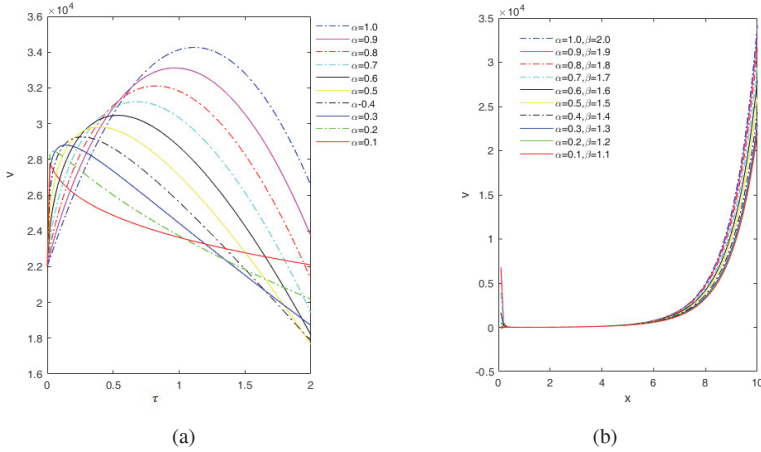 ×10⁴
3.6
3.4
3.2
3.0
2.8
2.6
2.4
2.2
2.0
1.8
1.6
v
0
0.5
1
1.5
2
τ
α=1.0
α=0.9
α=0.8
α=0.7
α=0.6
α=0.5
α=0.4
α=0.3
α=0.2
α=0.1
(a)
×10⁴
3.5
3.0
2.5
2.0
1.5
1.0
0.5
0
-0.5
v
0
2
4
6
8
10
x
α=1.0,β=2.0
α=0.9,β=1.9
α=0.8,β=1.8
α=0.7,β=1.7
α=0.6,β=1.6
α=0.5,β=1.5
α=0.4,β=1.4
α=0.3,β=1.3
α=0.2,β=1.2
α=0.1,β=1.1
(b)